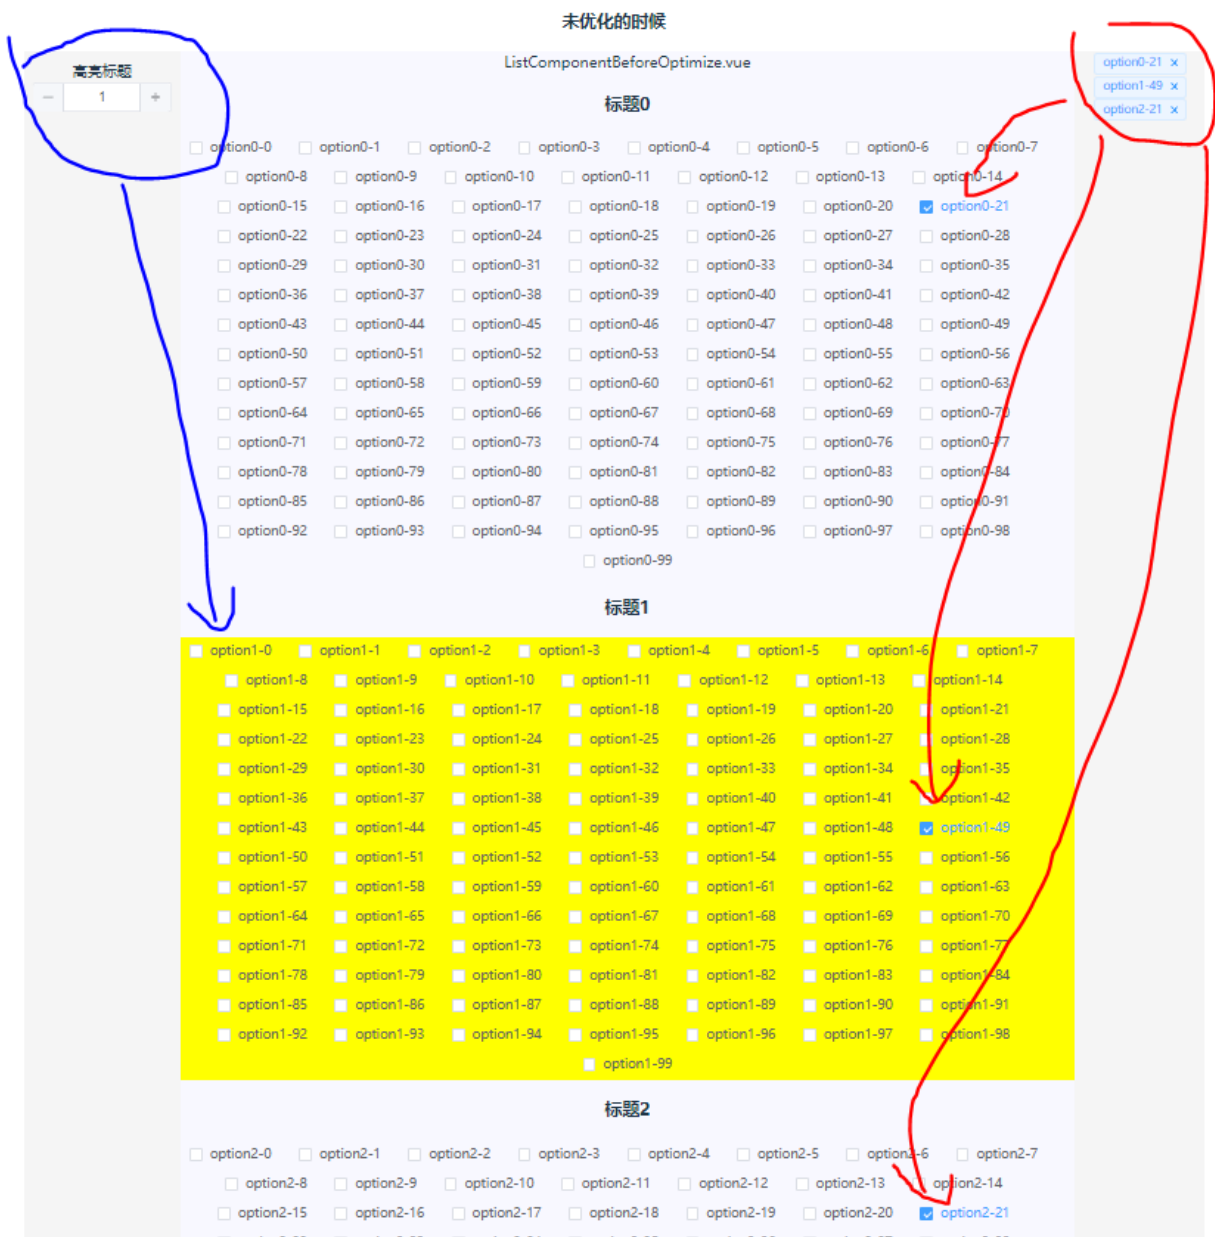 未优化的时候
高亮标题
1
ListComponentBeforeOptimize.vue
option0-21
option1-49
option2-21
标题0
option0-0 option0-1 option0-2 option0-3 option0-4 option0-5 option0-6 option0-7
option0-8 option0-9 option0-10 option0-11 option0-12 option0-13 option0-14
option0-15 option0-16 option0-17 option0-18 option0-19 option0-20 option0-21
option0-22 option0-23 option0-24 option0-25 option0-26 option0-27 option0-28
option0-29 option0-30 option0-31 option0-32 option0-33 option0-34 option0-35
option0-36 option0-37 option0-38 option0-39 option0-40 option0-41 option0-42
option0-43 option0-44 option0-45 option0-46 option0-47 option0-48 option0-49
option0-50 option0-51 option0-52 option0-53 option0-54 option0-55 option0-56
option0-57 option0-58 option0-59 option0-60 option0-61 option0-62 option0-63
option0-64 option0-65 option0-66 option0-67 option0-68 option0-69 option0-70
option0-71 option0-72 option0-73 option0-74 option0-75 option0-76 option0-77
option0-78 option0-79 option0-80 option0-81 option0-82 option0-83 option0-84
option0-85 option0-86 option0-87 option0-88 option0-89 option0-90 option0-91
option0-92 option0-93 option0-94 option0-95 option0-96 option0-97 option0-98
option0-99
标题1
option1-0 option1-1 option1-2 option1-3 option1-4 option1-5 option1-6 option1-7
option1-8 option1-9 option1-10 option1-11 option1-12 option1-13 option1-14
option1-15 option1-16 option1-17 option1-18 option1-19 option1-20 option1-21
option1-22 option1-23 option1-24 option1-25 option1-26 option1-27 option1-28
option1-29 option1-30 option1-31 option1-32 option1-33 option1-34 option1-35
option1-36 option1-37 option1-38 option1-39 option1-40 option1-41 option1-42
option1-43 option1-44 option1-45 option1-46 option1-47 option1-48 option1-49
option1-50 option1-51 option1-52 option1-53 option1-54 option1-55 option1-56
option1-57 option1-58 option1-59 option1-60 option1-61 option1-62 option1-63
option1-64 option1-65 option1-66 option1-67 option1-68 option1-69 option1-70
option1-71 option1-72 option1-73 option1-74 option1-75 option1-76 option1-77
option1-78 option1-79 option1-80 option1-81 option1-82 option1-83 option1-84
option1-85 option1-86 option1-87 option1-88 option1-89 option1-90 option1-91
option1-92 option1-93 option1-94 option1-95 option1-96 option1-97 option1-98
option1-99
标题2
option2-0 option2-1 option2-2 option2-3 option2-4 option2-5 option2-6 option2-7
option2-8 option2-9 option2-10 option2-11 option2-12 option2-13 option2-14
option2-15 option2-16 option2-17 option2-18 option2-19 option2-20 option2-21